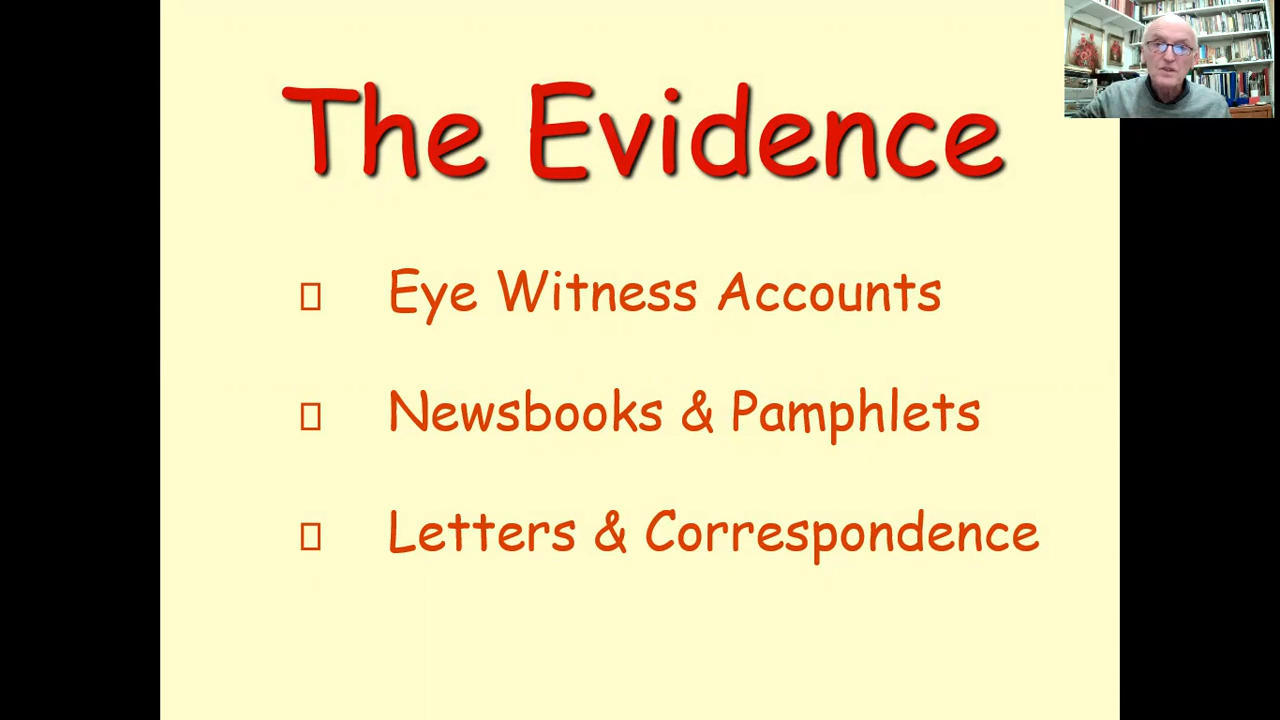 The Evidence
Eye Witness Accounts
Newsbooks & Pamphlets
Letters & Correspondence